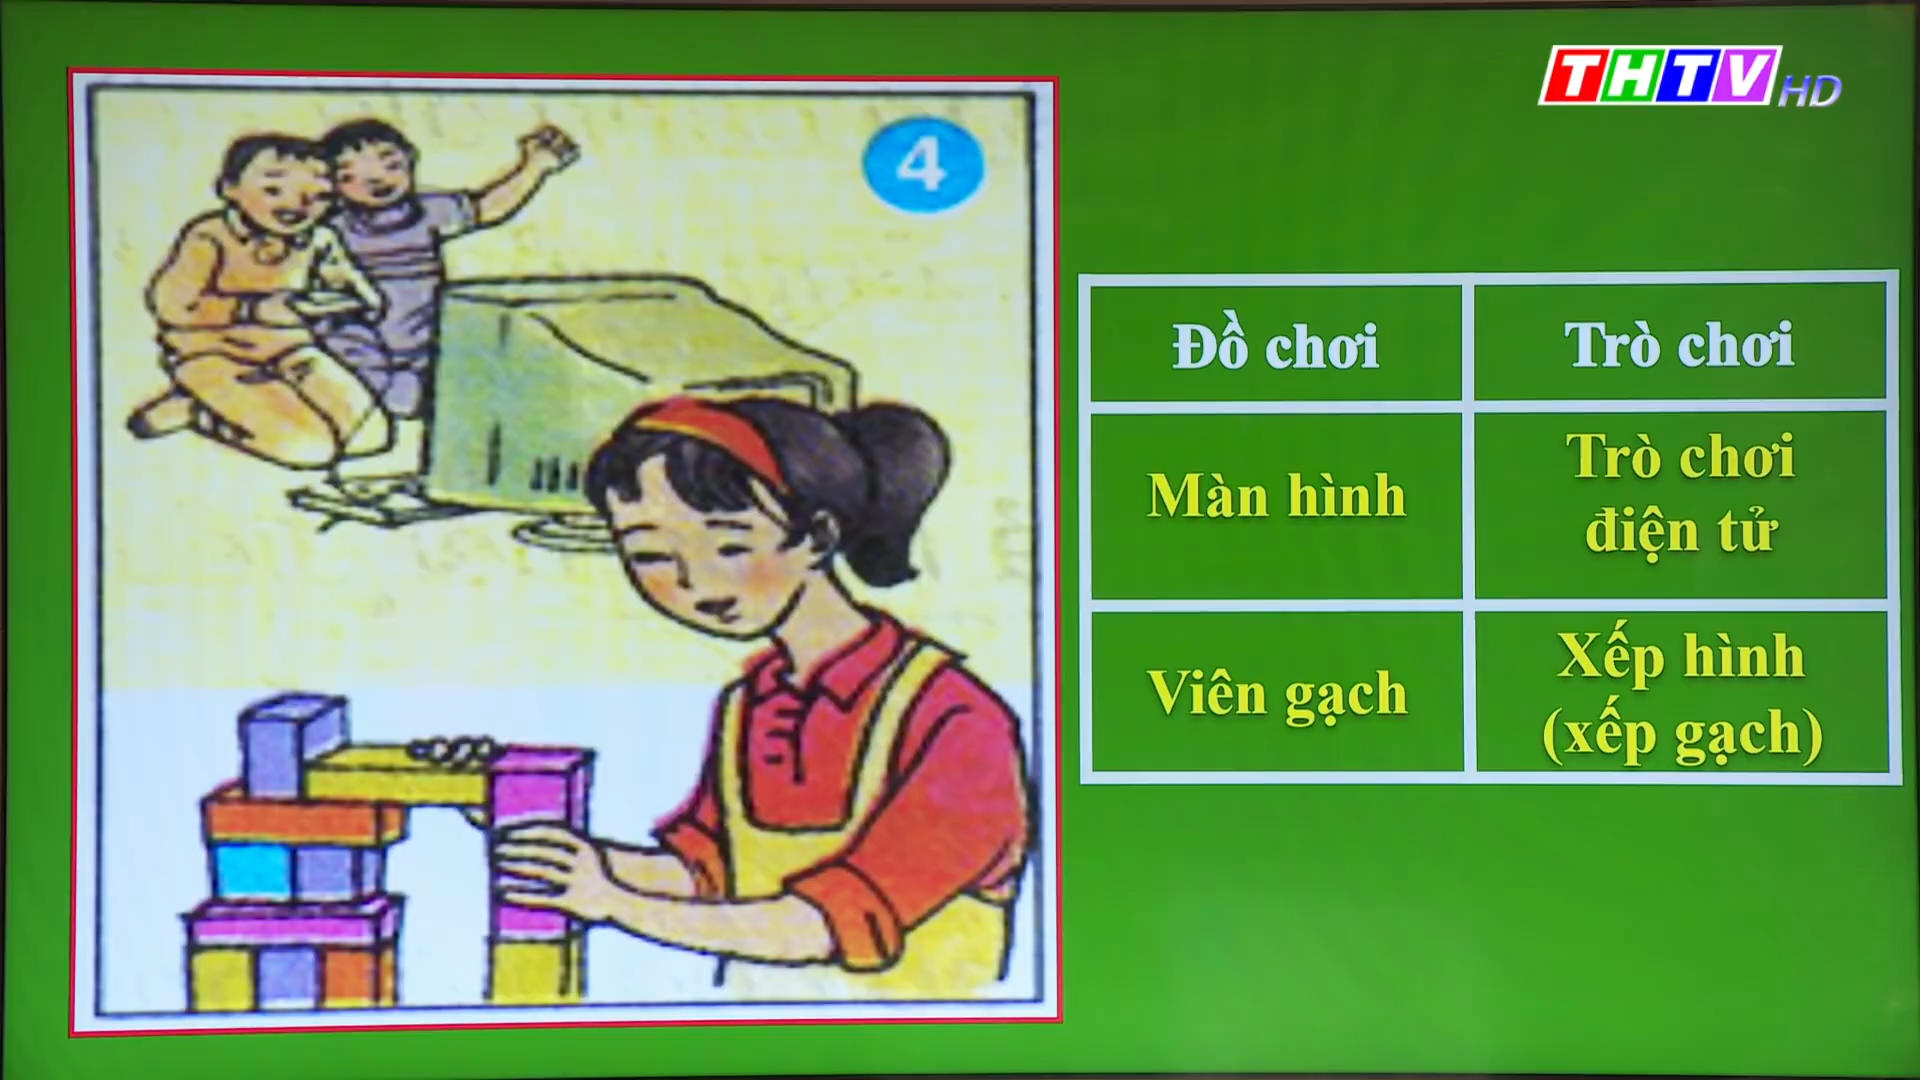 THTV HD
4
Đồ chơi
Trò chơi
Màn hình
Trò chơi
điện tử
Viên gạch
Xếp hình
(xếp gạch)